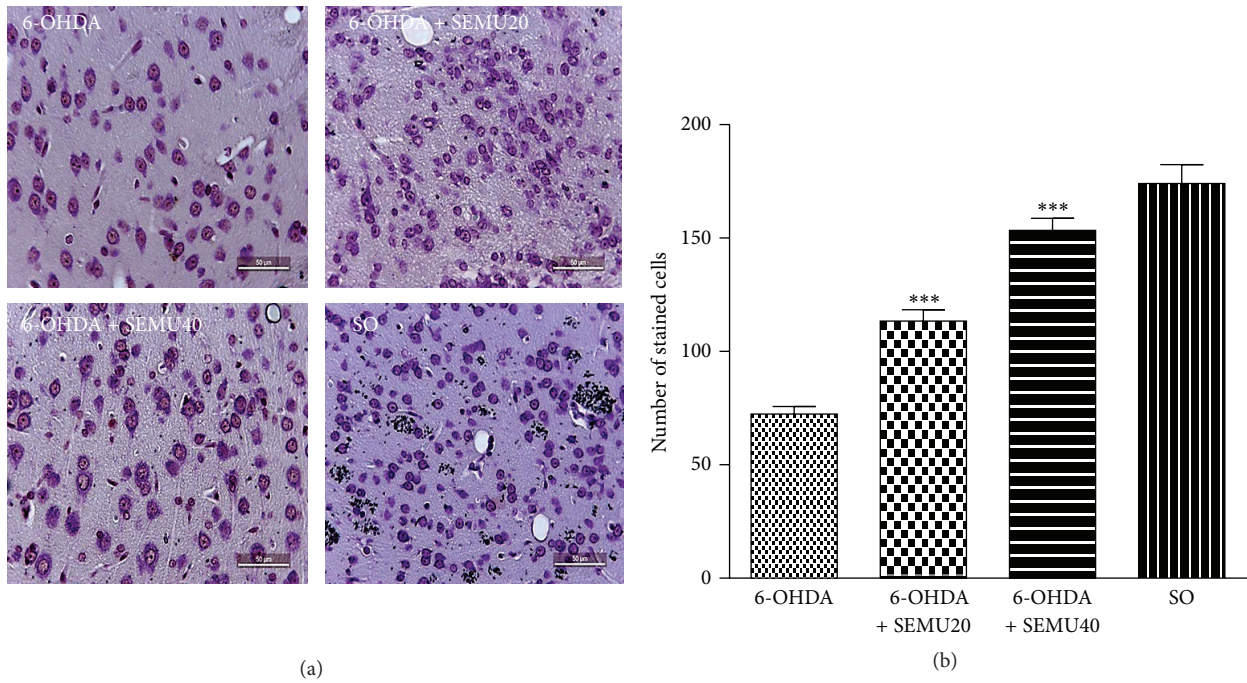 6-OHDA
6-OHDA + SEMU20
50 µm
50 µm
6-OHDA + SEMU40
SO
50 µm
50 µm
(a)
Number of stained cells
200
150
100
50
0
***
***
6-OHDA
6-OHDA
+ SEMU20
6-OHDA
+ SEMU40
SO
(b)